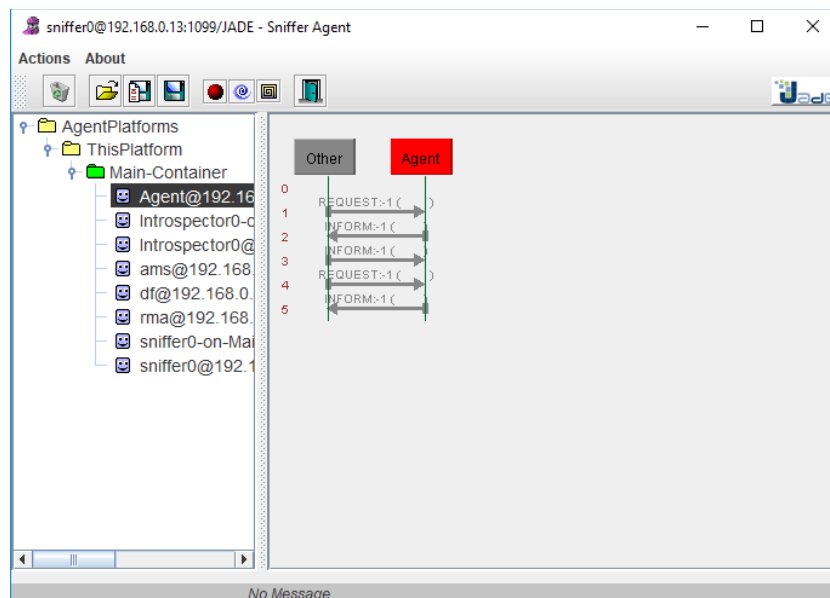 sniffer0@192.168.0.13:1099/JADE - Sniffer Agent
Actions About
Jade
AgentPlatforms
ThisPlatform
Main-Container
Agent@192.16
Introspector0-o
Introspector0@
ams@192.168.
df@192.168.0.
rma@192.168.
sniffer0-on-Mai
sniffer0@192.1
Other Agent
0
REQUEST:-1 ( )
1
INFORM:-1 ( )
2
INFORM:-1 ( )
3
REQUEST:-1 ( )
4
INFORM:-1 ( )
5
No Message